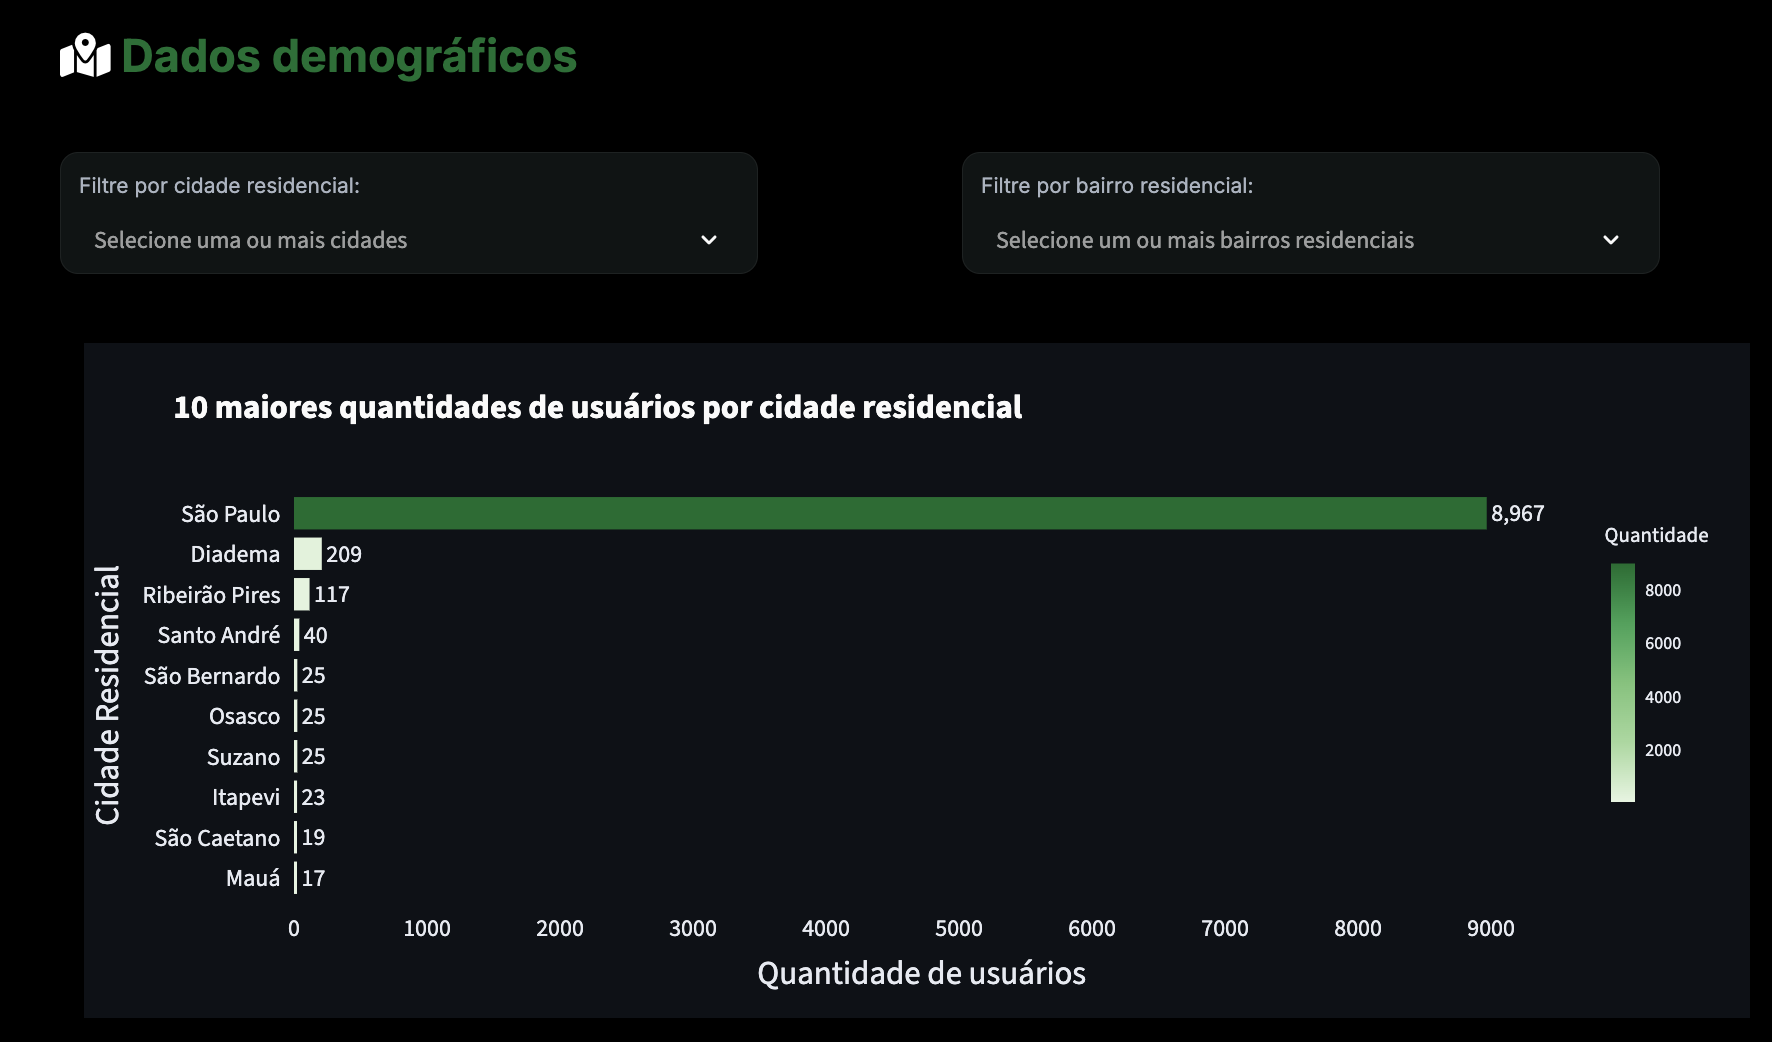 Dados demográficos
Filtre por cidade residencial:
Selecione uma ou mais cidades
Filtre por bairro residencial:
Selecione um ou mais bairros residenciais
10 maiores quantidades de usuários por cidade residencial
Cidade Residencial
São Paulo 8,967
Diadema 209
Ribeirão Pires 117
Santo André 40
São Bernardo 25
Osasco 25
Suzano 25
Itapevi 23
São Caetano 19
Mauá 17
0 1000 2000 3000 4000 5000 6000 7000 8000 9000
Quantidade de usuários
Quantidade
8000
6000
4000
2000